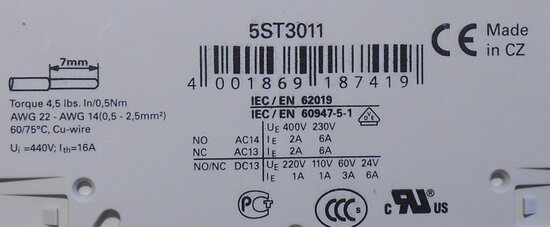 5ST3011
CE Made
in CZ
7mm
4 001869 187419
Torque 4,5 lbs. In/0,5Nm
AWG 22 - AWG 14(0,5 - 2,5mm²)
60/75°C, Cu-wire
Ui =440V; Ith=16A
IEC / EN 62019
IEC / EN 60947-5-1
UE 400V 230V
NO AC14 IE 2A 6A
NC AC13 IE 2A 6A
NO/NC DC13 UE 220V 110V 60V 24V
IE 1A 1A 3A 6A
CCC
c RU US